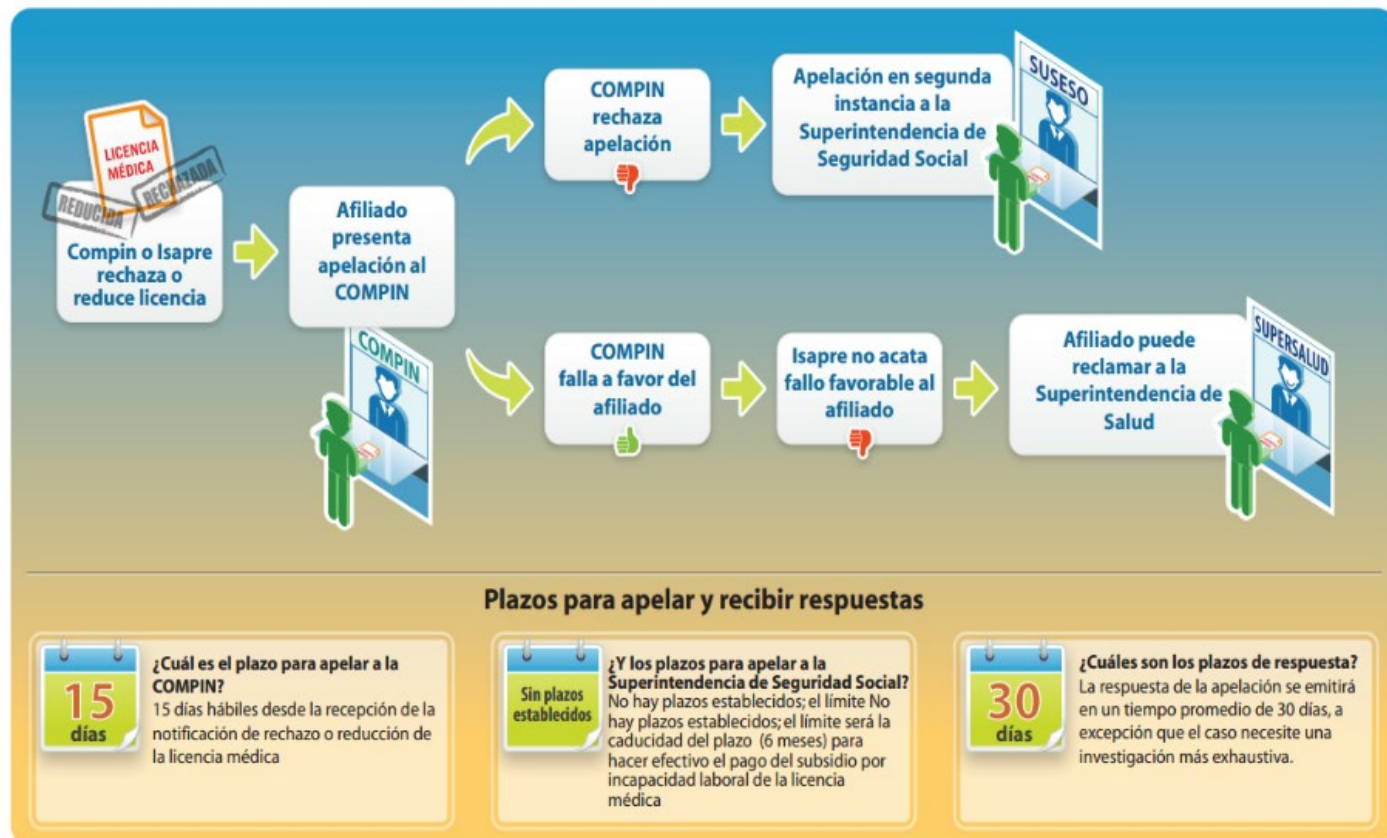 LICENCIA
MÉDICA
REDUCIDA
RECHAZADA
Compin o Isapre
rechaza o
reduce licencia
Afiliado
presenta
apelación al
COMPIN
COMPIN
COMPIN
rechaza
apelación
Apelación en segunda
instancia a la
Superintendencia de
Seguridad Social
SUSESO
COMPIN
falla a favor del
afiliado
Isapre no acata
fallo favorable al
afiliado
Afiliado puede
reclamar a la
Superintendencia de
Salud
SUPERSALUD
Plazos para apelar y recibir respuestas
15
días
¿Cuál es el plazo para apelar a la
COMPIN?
15 días hábiles desde la recepción de la
notificación de rechazo o reducción de
la licencia médica
Sin plazos
establecidos
¿Y los plazos para apelar a la
Superintendencia de Seguridad Social?
No hay plazos establecidos; el límite No
hay plazos establecidos; el límite será la
caducidad del plazo (6 meses) para
hacer efectivo el pago del subsidio por
incapacidad laboral de la licencia
médica
30
días
¿Cuáles son los plazos de respuesta?
La respuesta de la apelación se emitirá
en un tiempo promedio de 30 días, a
excepción que el caso necesite una
investigación más exhaustiva.